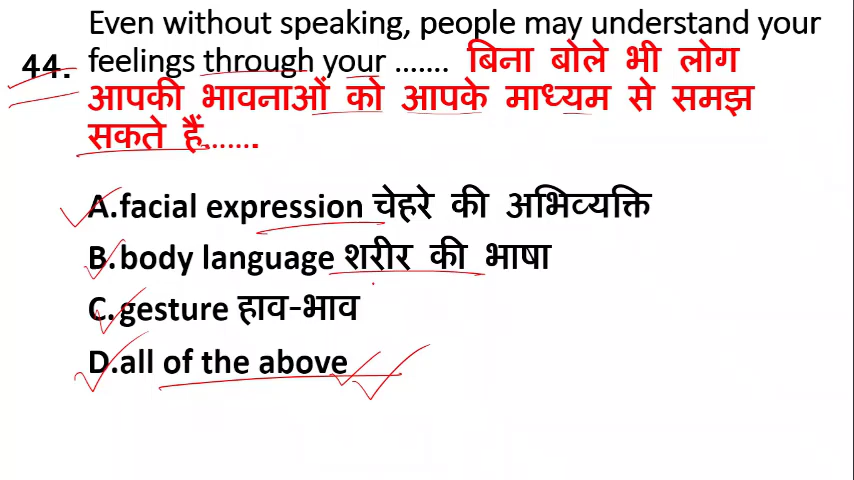 Even without speaking, people may understand your
44. feelings through your ....... बिना बोले भी लोग
आपकी भावनाओं को आपके माध्यम से समझ
सकते हैं.......
A.facial expression चेहरे की अभिव्यक्ति
B.body language शरीर की भाषा
C.gesture हाव-भाव
D.all of the above